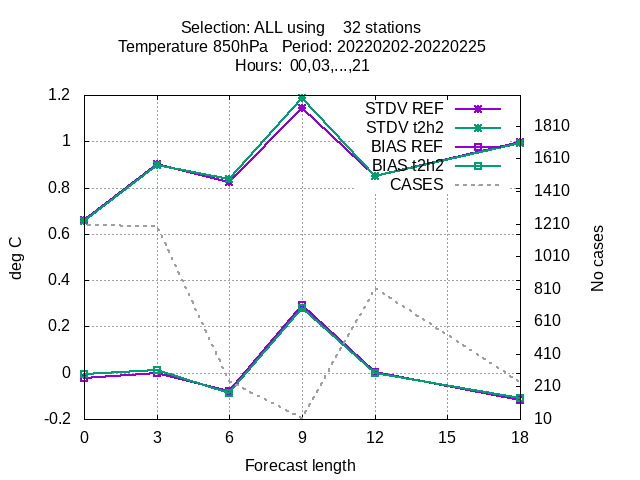 Selection: ALL using    32 stations
Temperature 850hPa   Period: 20220202-20220225
Hours:  00,03,...,21
1.2
1
0.8
0.6
0.4
0.2
0
-0.2
deg C
STDV REF
STDV t2h2
BIAS REF
BIAS t2h2
CASES
1810
1610
1410
1210
1010
810
610
410
210
10
No cases
0 3 6 9 12 15 18
Forecast length